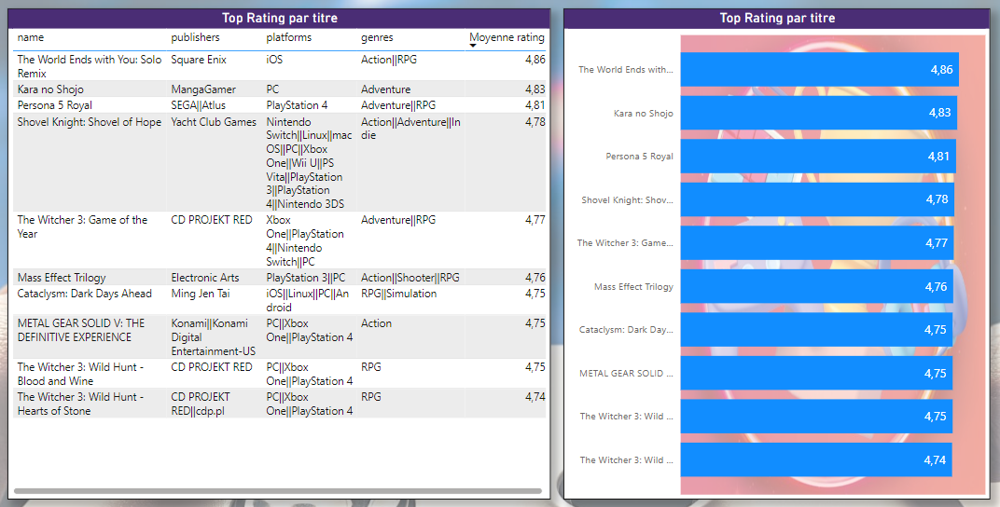 Top Rating par titre
name publishers platforms genres Moyenne rating
The World Ends with You: Solo Square Enix iOS Action||RPG 4,86
Remix
Kara no Shojo MangaGamer PC Adventure 4,83
Persona 5 Royal SEGA||Atlus PlayStation 4 Adventure||RPG 4,81
Shovel Knight: Shovel of Hope Yacht Club Games Nintendo Action||Adventure||In 4,78
Switch||Linux||mac die
OS||PC||Xbox
One||Wii U||PS
Vita||PlayStation
3||PlayStation
4||Nintendo 3DS
The Witcher 3: Game of the CD PROJEKT RED Xbox Adventure||RPG 4,77
Year One||PlayStation
4||Nintendo
Switch||PC
Mass Effect Trilogy Electronic Arts PlayStation 3||PC Action||Shooter||RPG 4,76
Cataclysm: Dark Days Ahead Ming Jen Tai iOS||Linux||PC||An RPG||Simulation 4,75
droid
METAL GEAR SOLID V: THE Konami||Konami PC||Xbox Action 4,75
DEFINITIVE EXPERIENCE Digital One||PlayStation 4
Entertainment-US
The Witcher 3: Wild Hunt - CD PROJEKT RED PC||Xbox RPG 4,75
Blood and Wine One||PlayStation 4
The Witcher 3: Wild Hunt - CD PROJEKT PC||Xbox RPG 4,74
Hearts of Stone RED||cdp.pl One||PlayStation 4
Top Rating par titre
The World Ends with... 4,86
Kara no Shojo 4,83
Persona 5 Royal 4,81
Shovel Knight: Shov... 4,78
The Witcher 3: Game... 4,77
Mass Effect Trilogy 4,76
Cataclysm: Dark Day... 4,75
METAL GEAR SOLID ... 4,75
The Witcher 3: Wild ... 4,75
The Witcher 3: Wild ... 4,74